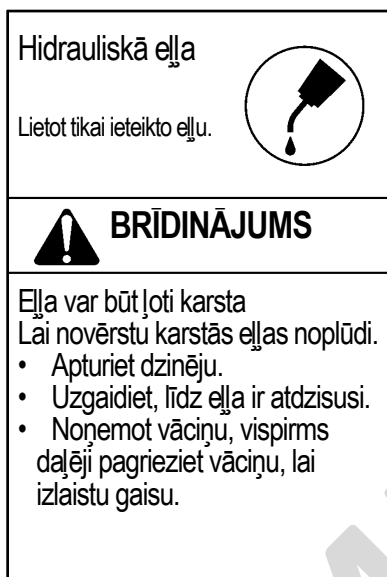 Hidrauliskā eļļa
Lietot tikai ieteikto eļļu.
BRĪDINĀJUMS
Eļļa var būt ļoti karsta
Lai novērstu karstās eļļas noplūdi.
• Apturiet dzinēju.
• Uzgaidiet, līdz eļļa ir atdzisusi.
• Noņemot vāciņu, vispirms
daļēji pagrieziet vāciņu, lai
izlaistu gaisu.